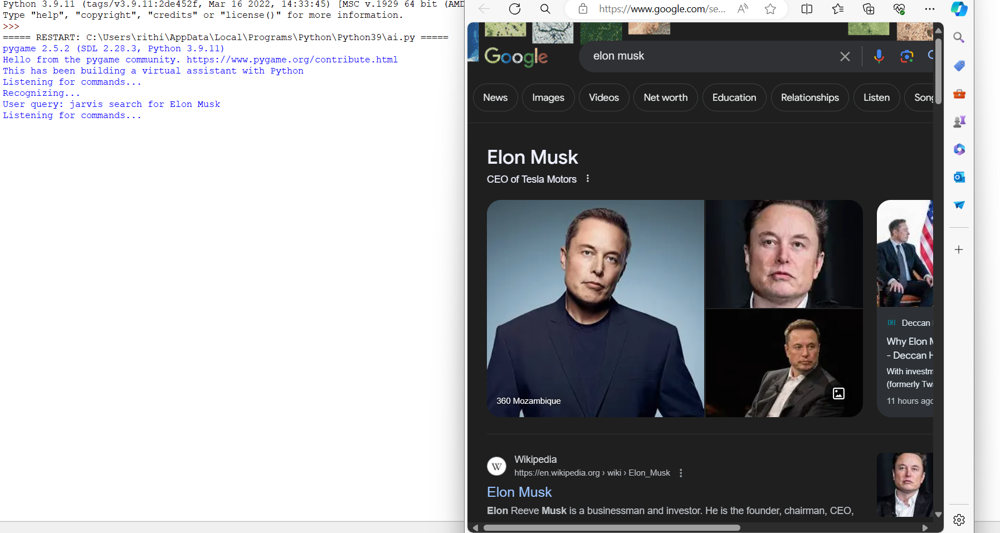 Python 3.9.11 (tags/v3.9.11:2de452f, Mar 16 2022, 14:33:45) [MSC v.1929 64 bit (AMD
Type "help", "copyright", "credits" or "license()" for more information.
>>>
===== RESTART: C:\Users\rithi\AppData\Local\Programs\Python\Python39\ai.py =====
pygame 2.5.2 (SDL 2.28.3, Python 3.9.11)
Hello from the pygame community. https://www.pygame.org/contribute.html
This has been building a virtual assistant with Python
Listening for commands...
Recognizing...
User query: jarvis search for Elon Musk
Listening for commands...
https://www.google.com/se...
Google
elon musk
News
Images
Videos
Net worth
Education
Relationships
Listen
Song
Elon Musk
CEO of Tesla Motors
360 Mozambique
DH Deccan
Why Elon
- Deccan
With investm
(formerly Twi
11 hours ago
Wikipedia
https://en.wikipedia.org › wiki › Elon_Musk
Elon Musk
Elon Reeve Musk is a businessman and investor. He is the founder, chairman, CEO,